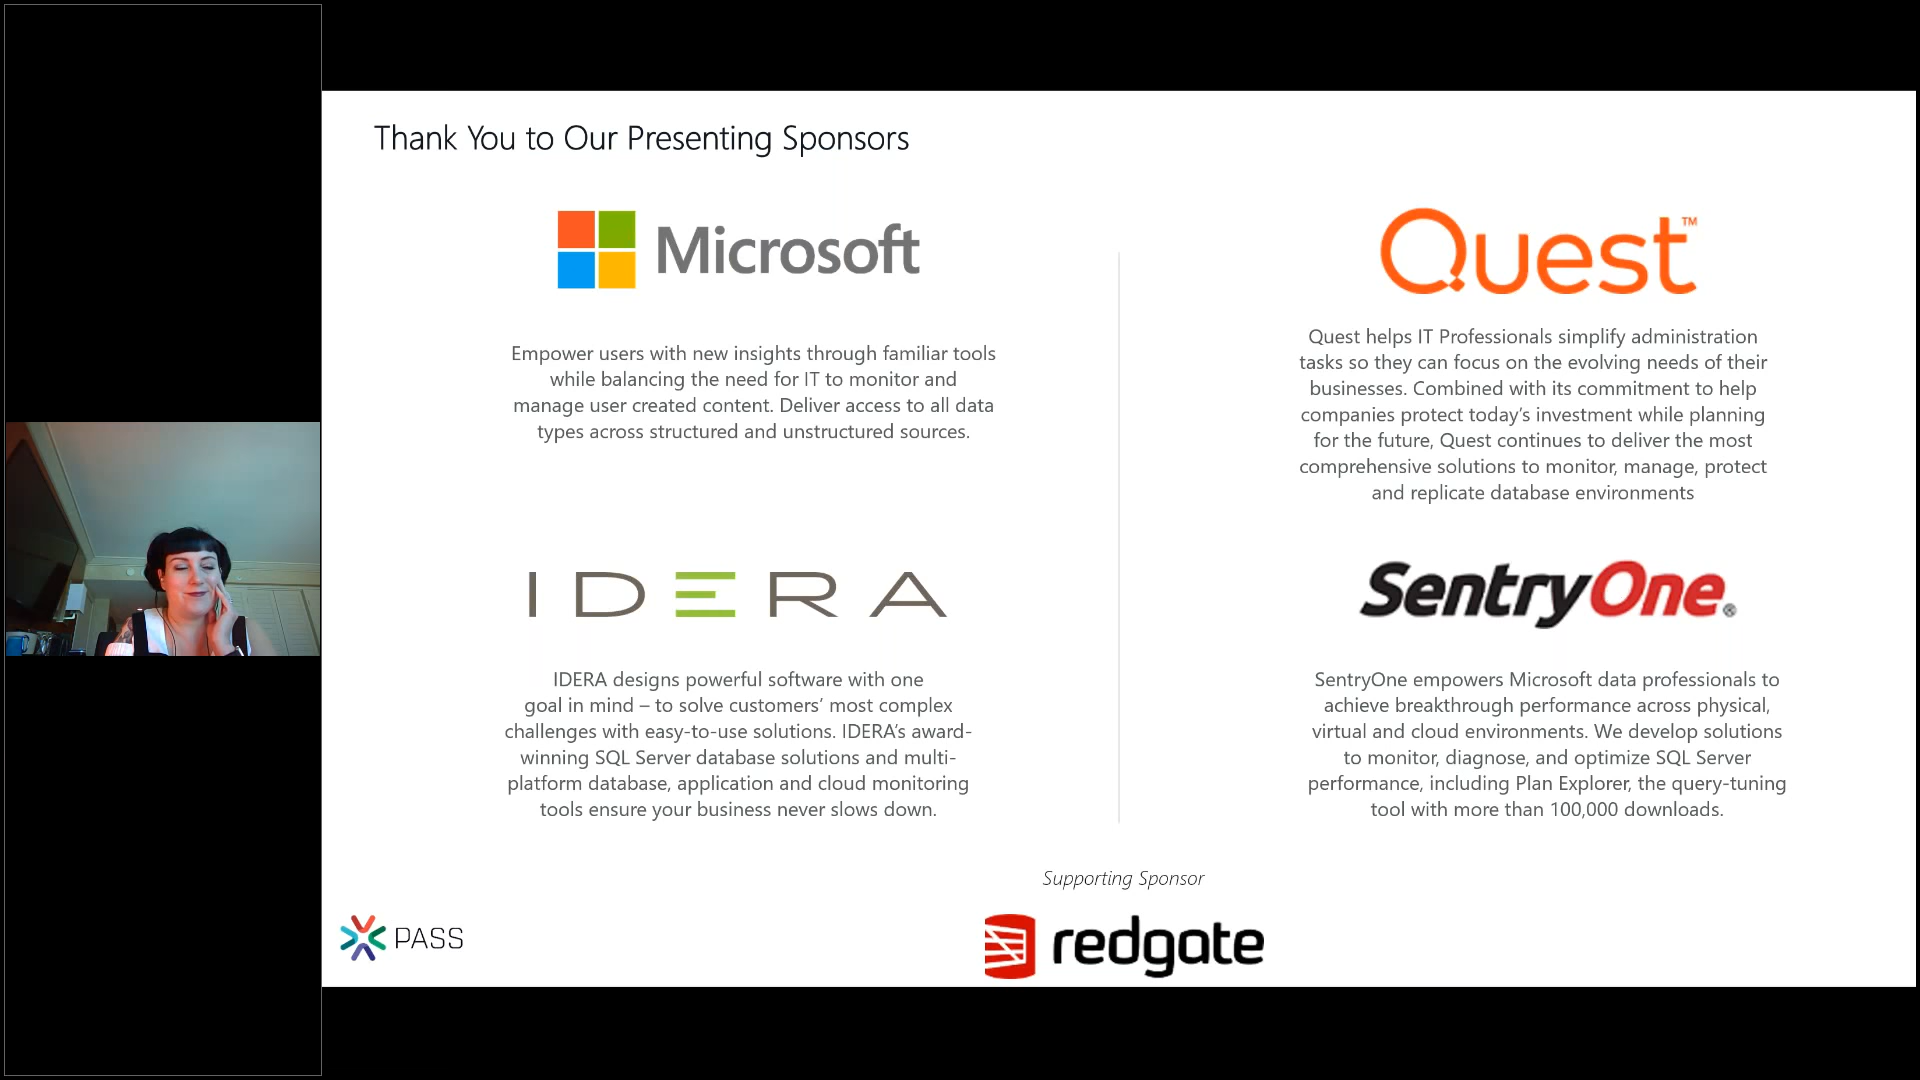 Thank You to Our Presenting Sponsors
Microsoft
Empower users with new insights through familiar tools
while balancing the need for IT to monitor and
manage user created content. Deliver access to all data
types across structured and unstructured sources.
Quest™
Quest helps IT Professionals simplify administration
tasks so they can focus on the evolving needs of their
businesses. Combined with its commitment to help
companies protect today’s investment while planning
for the future, Quest continues to deliver the most
comprehensive solutions to monitor, manage, protect
and replicate database environments
IDERA
IDERA designs powerful software with one
goal in mind – to solve customers’ most complex
challenges with easy-to-use solutions. IDERA’s award-
winning SQL Server database solutions and multi-
platform database, application and cloud monitoring
tools ensure your business never slows down.
SentryOne®
SentryOne empowers Microsoft data professionals to
achieve breakthrough performance across physical,
virtual and cloud environments. We develop solutions
to monitor, diagnose, and optimize SQL Server
performance, including Plan Explorer, the query-tuning
tool with more than 100,000 downloads.
Supporting Sponsor
redgate
PASS